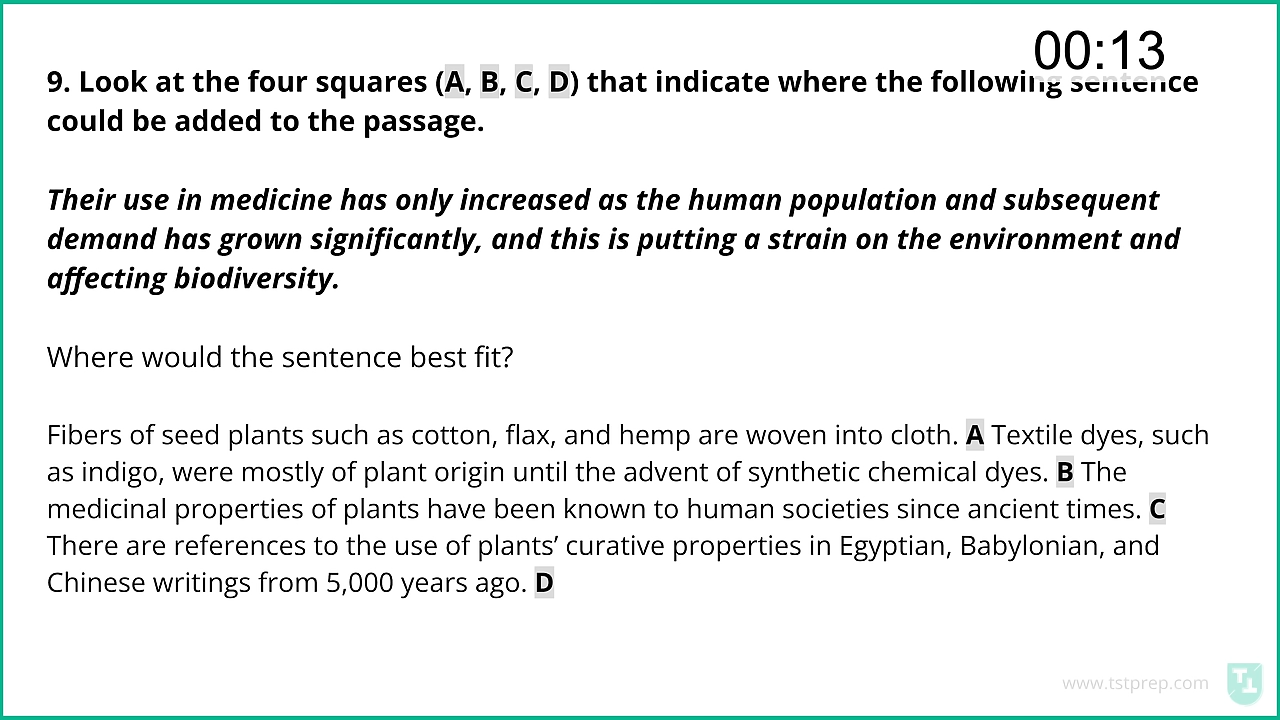 00:13
9. Look at the four squares (A, B, C, D) that indicate where the following sentence
could be added to the passage.
Their use in medicine has only increased as the human population and subsequent
demand has grown significantly, and this is putting a strain on the environment and
affecting biodiversity.
Where would the sentence best fit?
Fibers of seed plants such as cotton, flax, and hemp are woven into cloth. A Textile dyes, such
as indigo, were mostly of plant origin until the advent of synthetic chemical dyes. B The
medicinal properties of plants have been known to human societies since ancient times. C
There are references to the use of plants’ curative properties in Egyptian, Babylonian, and
Chinese writings from 5,000 years ago. D
www.tstprep.com